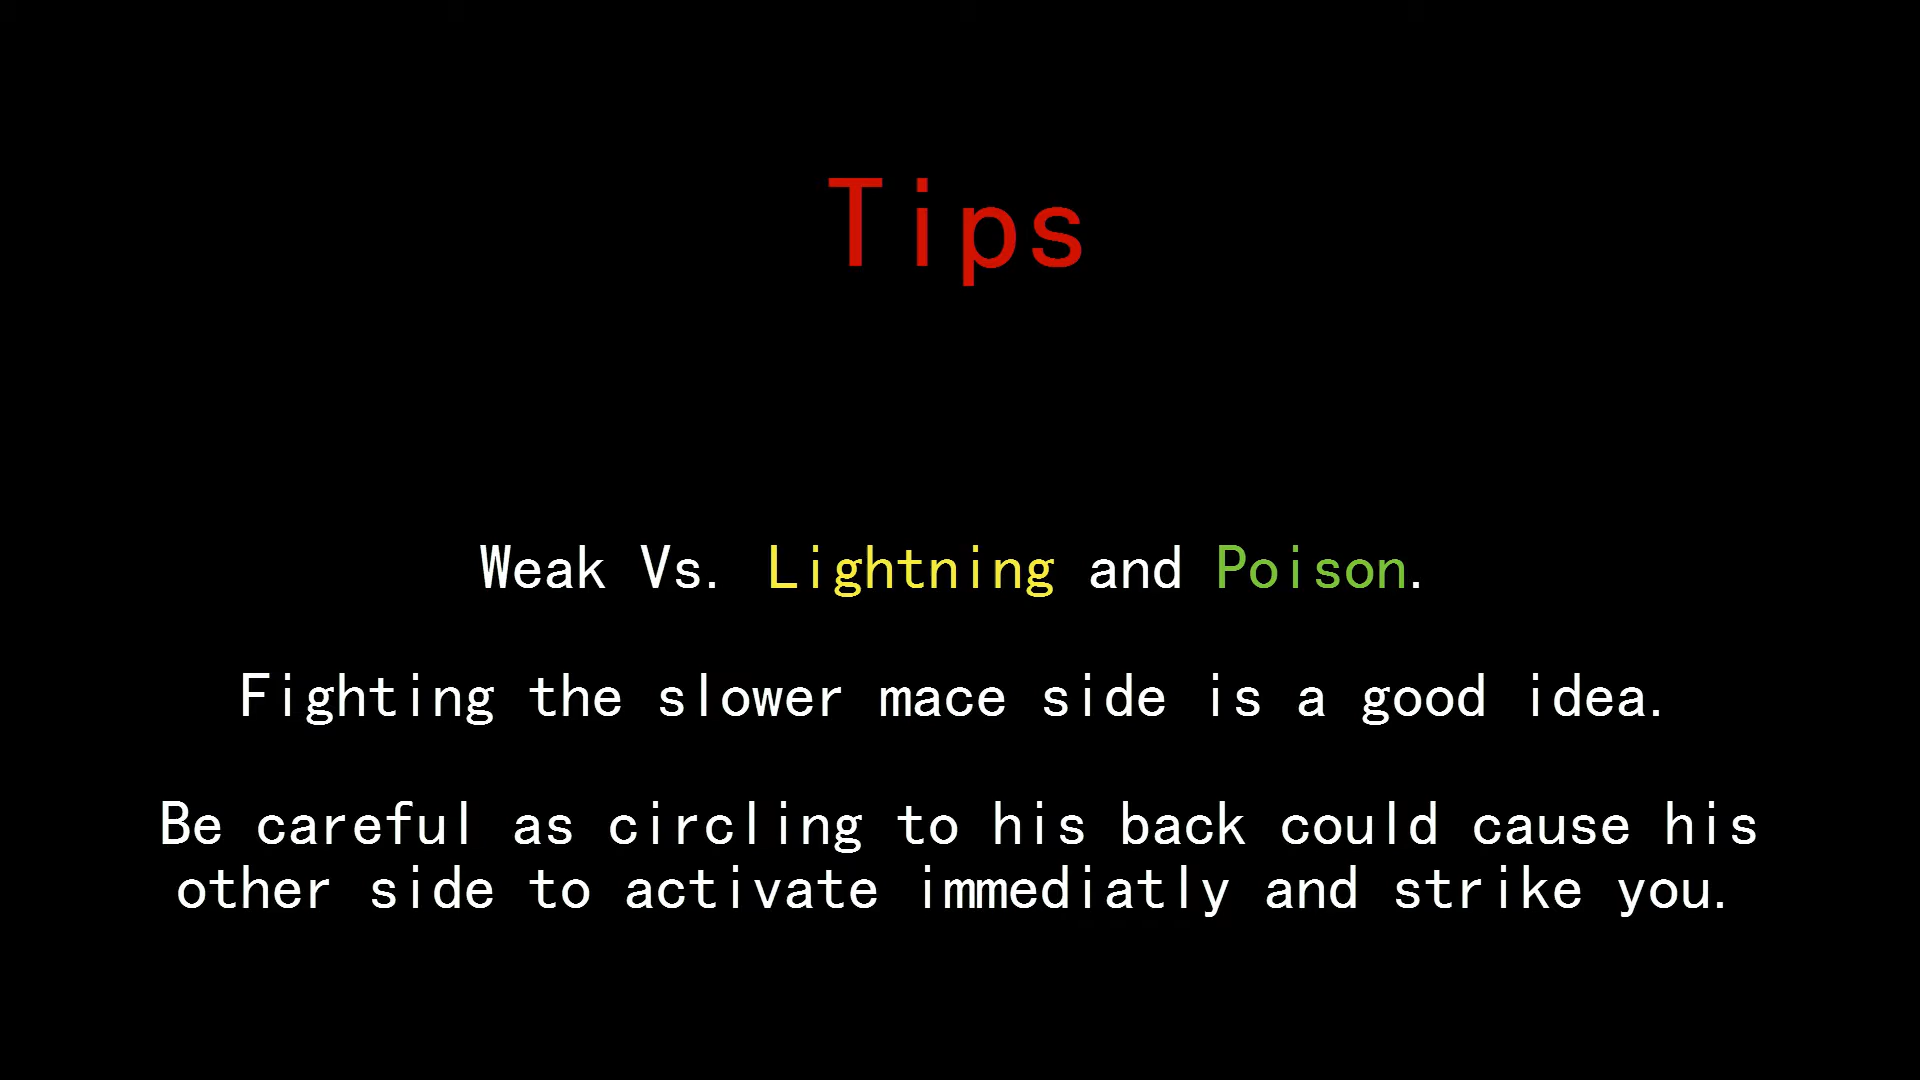 Tips
Weak Vs. Lightning and Poison.
Fighting the slower mace side is a good idea.
Be careful as circling to his back could cause his
other side to activate immediatly and strike you.